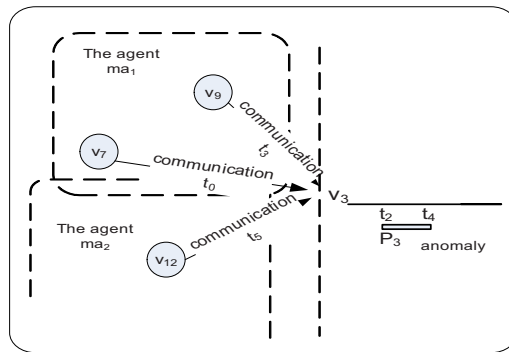 The agent
ma1
v9
communication
t3
v7
communication
t0
v3
t2 t4
P3 anomaly
The agent
ma2
communication
t5
v12